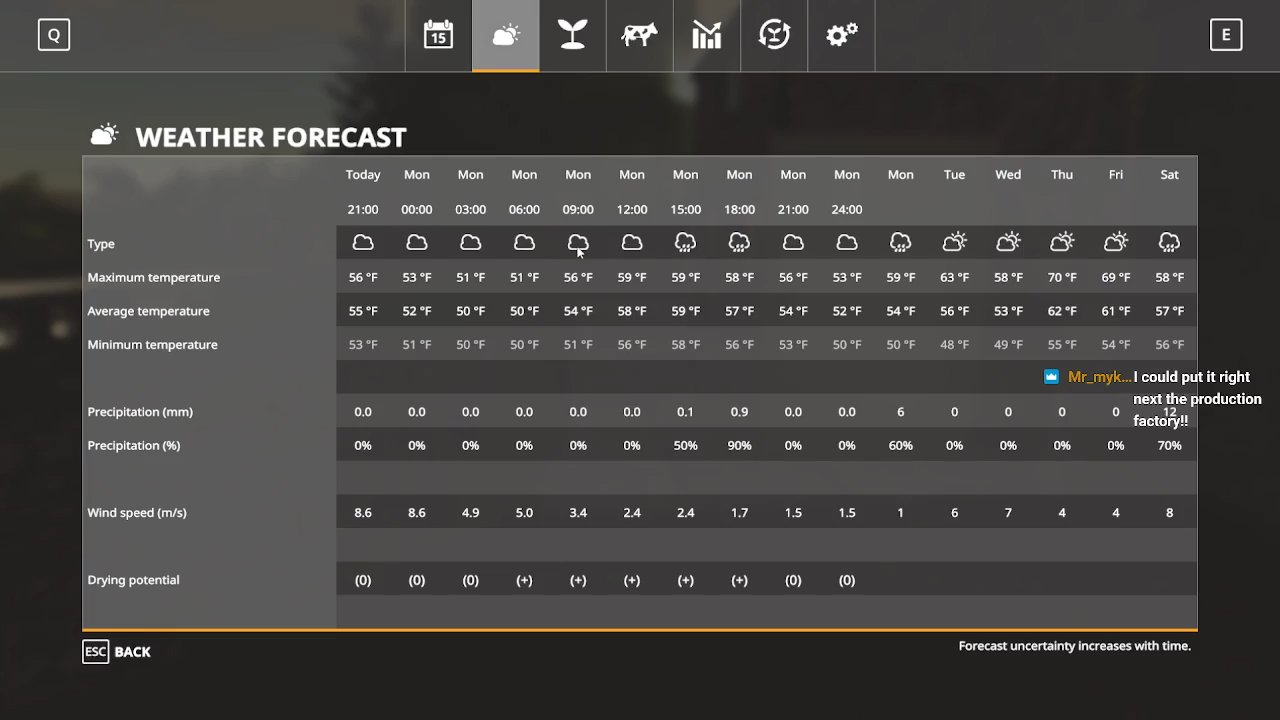 Q
15
E
WEATHER FORECAST
Today Mon Mon Mon Mon Mon Mon Mon Mon Mon Mon Tue Wed Thu Fri Sat
21:00 00:00 03:00 06:00 09:00 12:00 15:00 18:00 21:00 24:00
Type
Maximum temperature 56 °F 53 °F 51 °F 51 °F 56 °F 59 °F 59 °F 58 °F 56 °F 53 °F 59 °F 63 °F 58 °F 70 °F 69 °F 58 °F
Average temperature 55 °F 52 °F 50 °F 50 °F 54 °F 58 °F 59 °F 57 °F 54 °F 52 °F 54 °F 56 °F 53 °F 62 °F 61 °F 57 °F
Minimum temperature 53 °F 51 °F 50 °F 50 °F 51 °F 56 °F 58 °F 56 °F 53 °F 50 °F 50 °F 48 °F 49 °F 55 °F 54 °F 56 °F
Mr_myk... I could put it right
next the production
factory!!
Precipitation (mm) 0.0 0.0 0.0 0.0 0.0 0.0 0.1 0.9 0.0 0.0 6 0 0 0 0 12
Precipitation (%) 0% 0% 0% 0% 0% 0% 50% 90% 0% 0% 60% 0% 0% 0% 0% 70%
Wind speed (m/s) 8.6 8.6 4.9 5.0 3.4 2.4 2.4 1.7 1.5 1.5 1 6 7 4 4 8
Drying potential (0) (0) (0) (+) (+) (+) (+) (+) (0) (0)
ESC BACK
Forecast uncertainty increases with time.